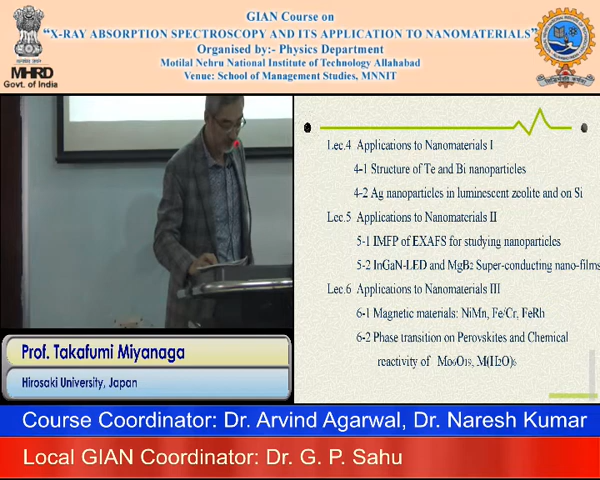 GIAN Course on
“X-RAY ABSORPTION SPECTROSCOPY AND ITS APPLICATION TO NANOMATERIALS”
Organised by:- Physics Department
Motilal Nehru National Institute of Technology Allahabad
Venue: School of Management Studies, MNNIT
MHRD
Govt. of India
Lec.4 Applications to Nanomaterials I
4-1 Structure of Te and Bi nanoparticles
4-2 Ag nanoparticles in luminescent zeolite and on Si
Lec.5 Applications to Nanomaterials II
5-1 IMFP of EXAFS for studying nanoparticles
5-2 InGaN-LED and MgB2 Super-conducting nano-films
Lec.6 Applications to Nanomaterials III
6-1 Magnetic materials: NiMn, Fe/Cr, FeRh
6-2 Phase transition on Perovskites and Chemical
reactivity of Mo6O19, M(H2O)6
Prof. Takafumi Miyanaga
Hirosaki University, Japan
Course Coordinator: Dr. Arvind Agarwal, Dr. Naresh Kumar
Local GIAN Coordinator: Dr. G. P. Sahu